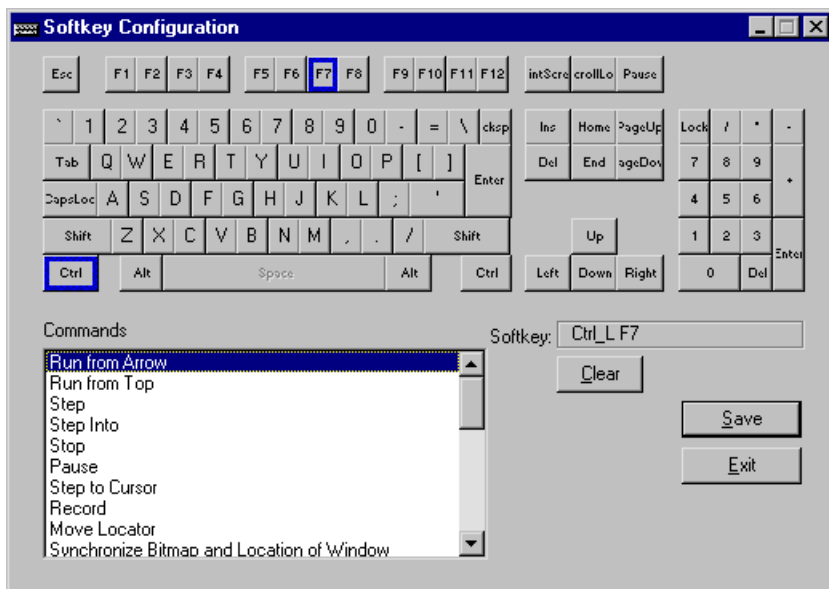 Softkey Configuration
Esc F1 F2 F3 F4 F5 F6 F7 F8 F9 F10 F11 F12 intScre crollLo Pause
` 1 2 3 4 5 6 7 8 9 0 - = \ cksp Ins Home PageUp Lock / * -
Tab Q W E R T Y U I O P [ ] Enter Del End ageDov 7 8 9 +
CapsLoc A S D F G H J K L ; ' 4 5 6
Shift Z X C V B N M , . / Shift Up 1 2 3 Enter
Ctrl Alt Space Alt Ctrl Left Down Right 0 Del
Commands
Softkey: Ctrl_L F7
Run from Arrow
Run from Top
Step
Step Into
Stop
Pause
Step to Cursor
Record
Move Locator
Synchronize Bitmap and Location of Window
Clear
Save
Exit